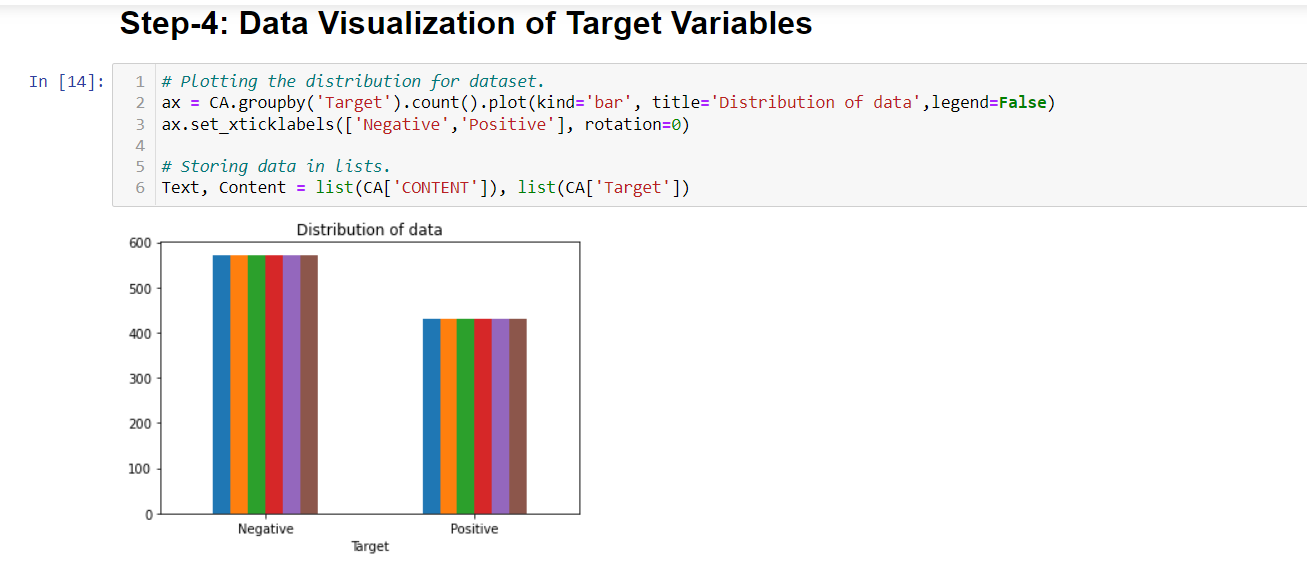 Step-4: Data Visualization of Target Variables
In [14]:
1 # Plotting the distribution for dataset.
2 ax = CA.groupby('Target').count().plot(kind='bar', title='Distribution of data',legend=False)
3 ax.set_xticklabels(['Negative','Positive'], rotation=0)
4
5 # Storing data in lists.
6 Text, Content = list(CA['CONTENT']), list(CA['Target'])
Distribution of data
600
500
400
300
200
100
0
Negative Positive
Target